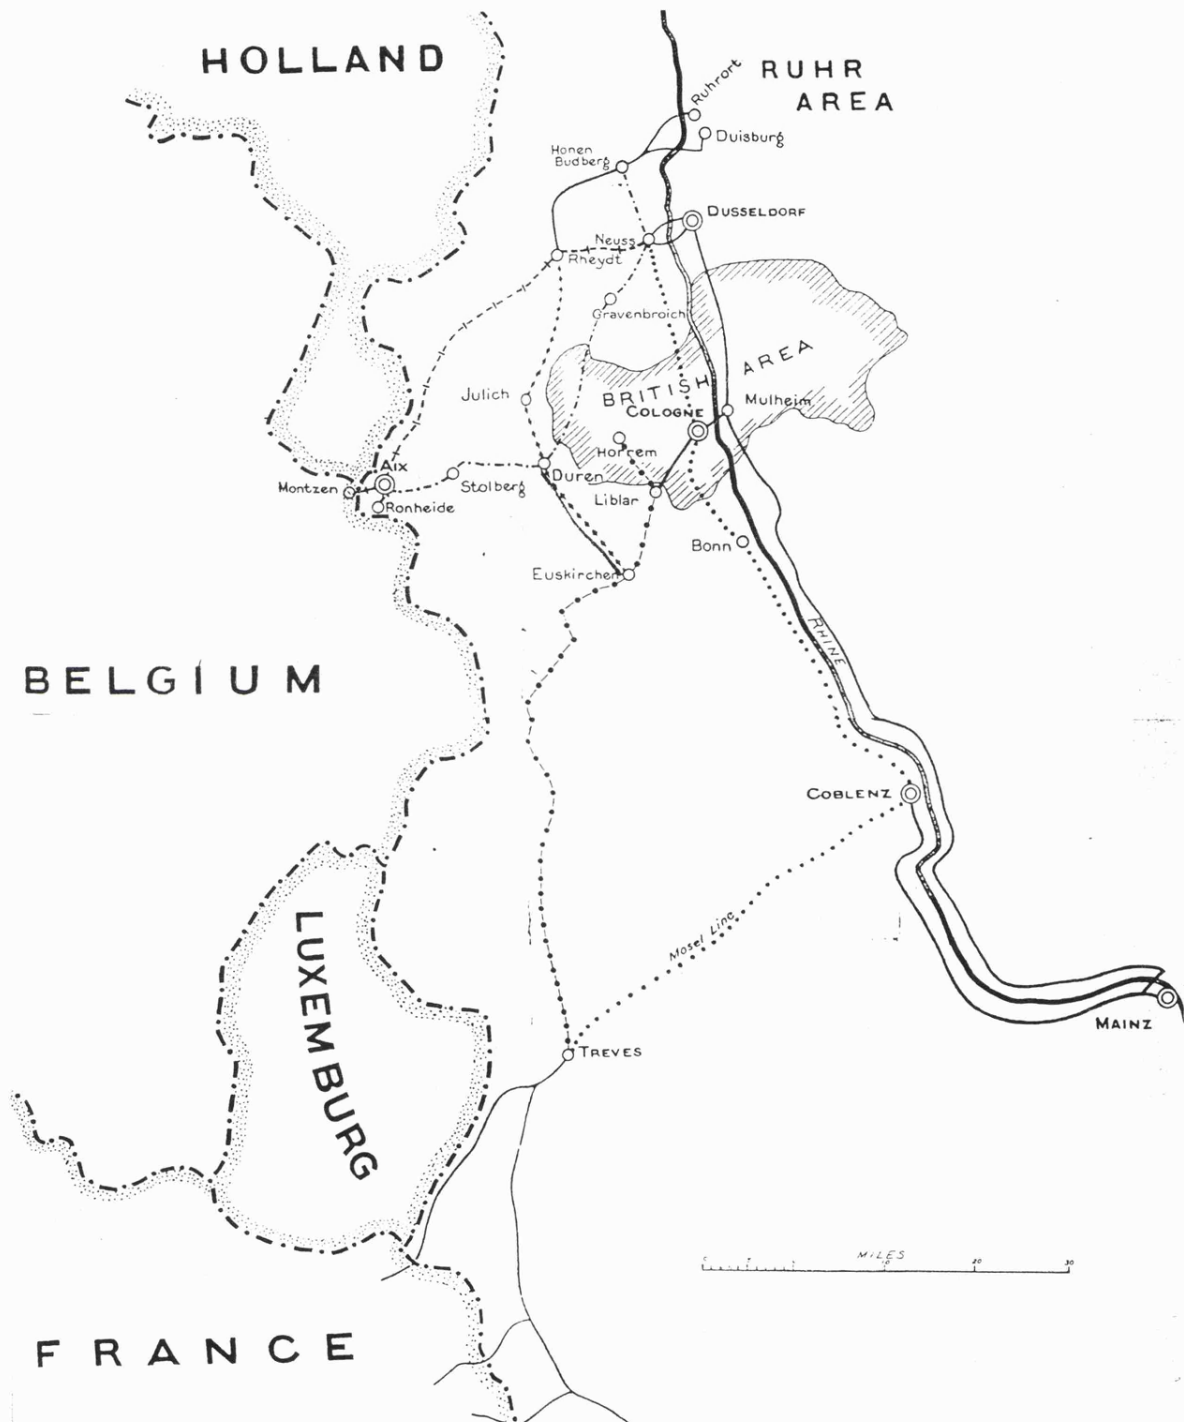 HOLLAND
RUHR
AREA
Ruhrort
Duisburg
Honen
Budberg
DUSSELDORF
Neuss
Rheydt
Gravenbroich
BRITISH AREA
Julich
COLOGNE
Mulheim
Horrem
Aix
Montzen
Stolberg
Duren
Liblar
Ronheide
Bonn
Euskirchen
RHINE
BELGIUM
COBLENZ
Mosel Line
LUXEMBURG
MAINZ
TREVES
MILES
0 10 20 30
FRANCE